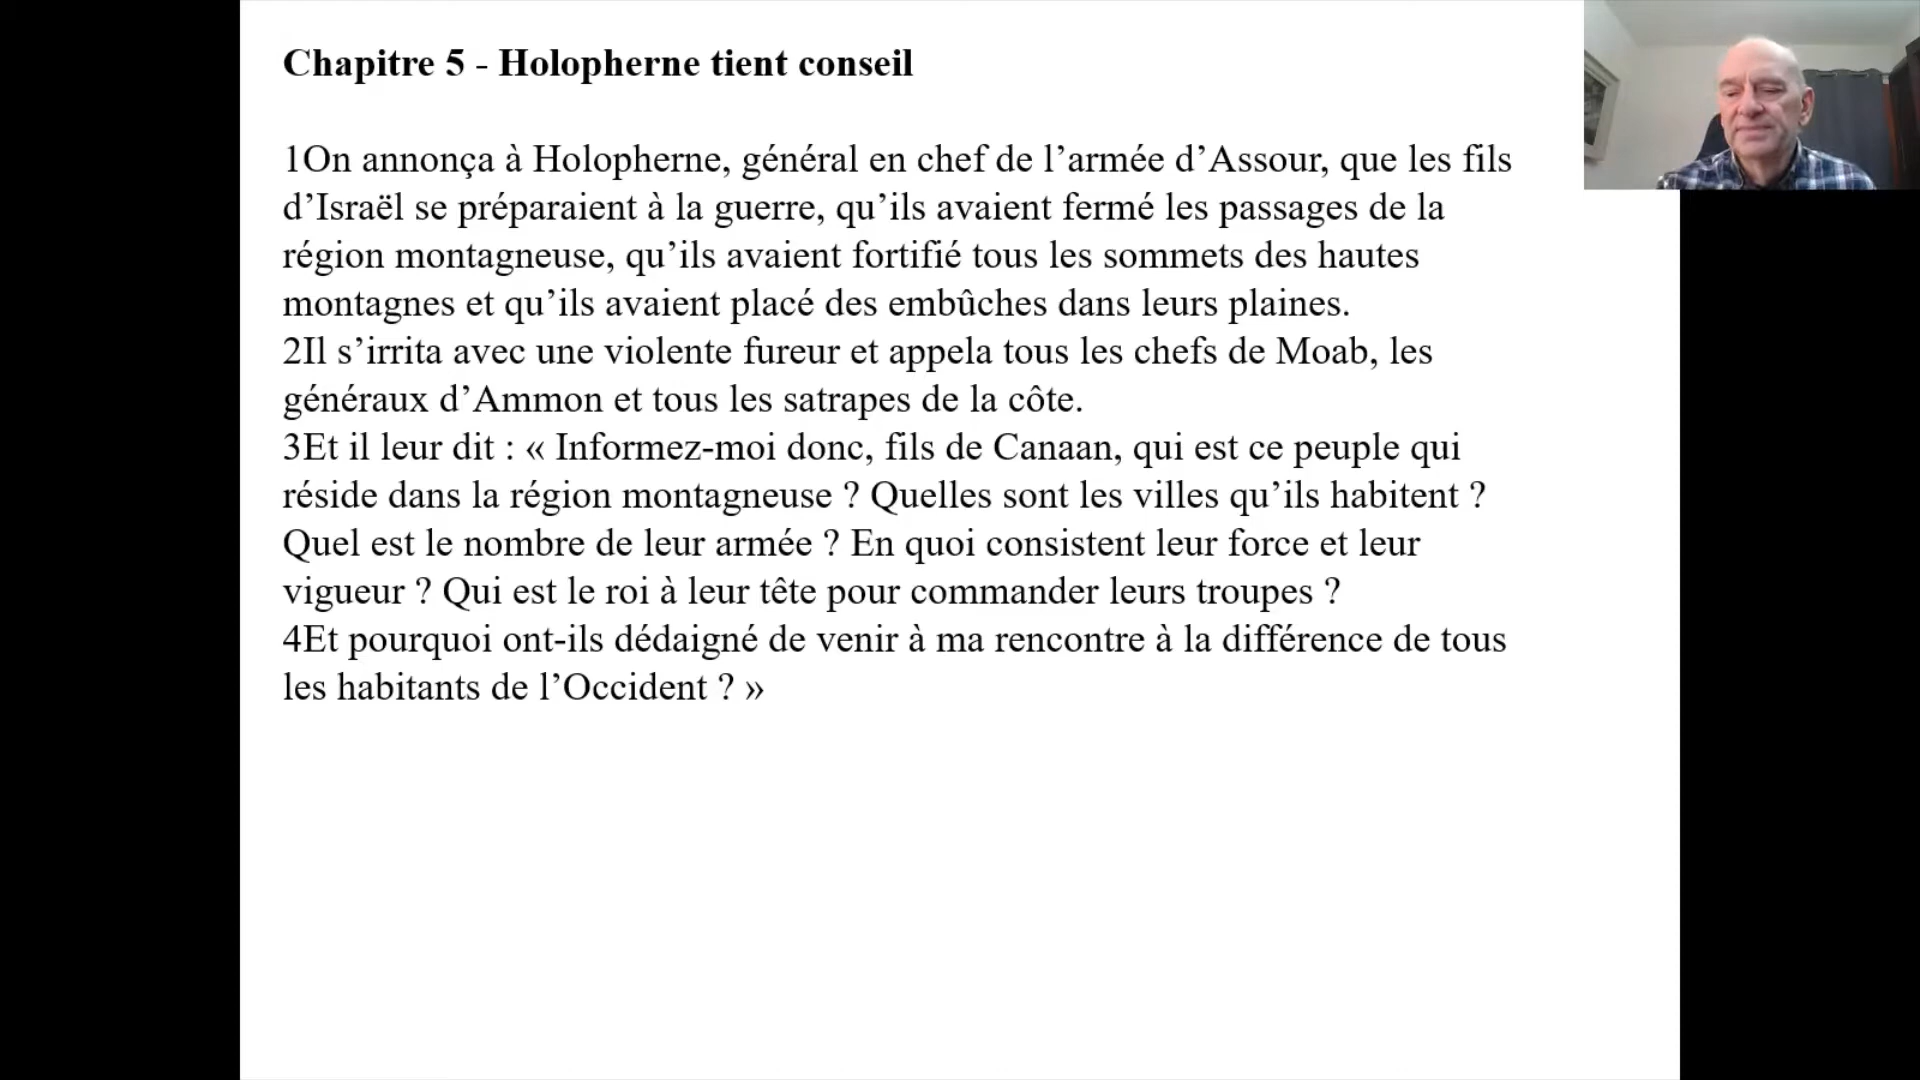 Chapitre 5 - Holopherne tient conseil
1On annonça à Holopherne, général en chef de l’armée d’Assour, que les fils
d’Israël se préparaient à la guerre, qu’ils avaient fermé les passages de la
région montagneuse, qu’ils avaient fortifié tous les sommets des hautes
montagnes et qu’ils avaient placé des embûches dans leurs plaines.
2Il s’irrita avec une violente fureur et appela tous les chefs de Moab, les
généraux d’Ammon et tous les satrapes de la côte.
3Et il leur dit : « Informez-moi donc, fils de Canaan, qui est ce peuple qui
réside dans la région montagneuse ? Quelles sont les villes qu’ils habitent ?
Quel est le nombre de leur armée ? En quoi consistent leur force et leur
vigueur ? Qui est le roi à leur tête pour commander leurs troupes ?
4Et pourquoi ont-ils dédaigné de venir à ma rencontre à la différence de tous
les habitants de l’Occident ? »